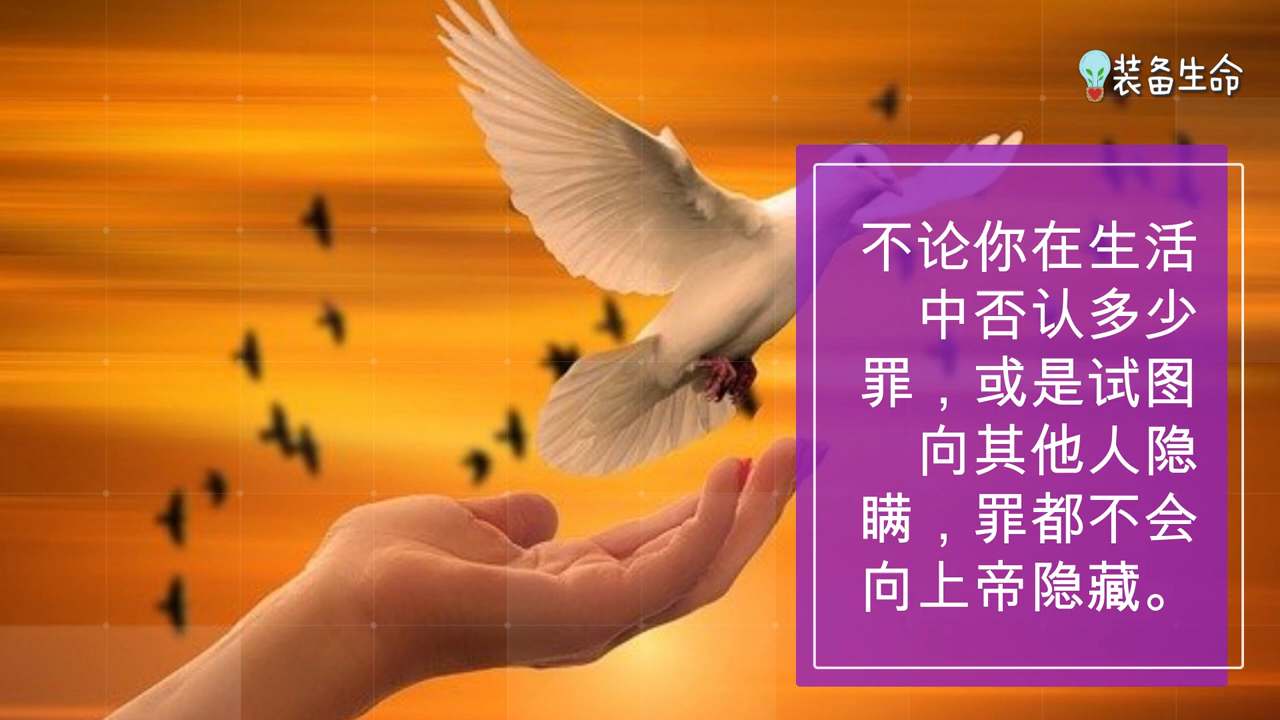 装备生命
不论你在生活
中否认多少
罪，或是试图
向其他人隐
瞒，罪都不会
向上帝隐藏。